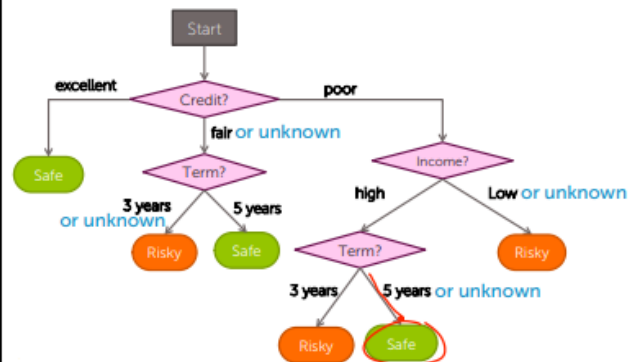 Start
excellent
Credit?
poor
fair or unknown
Safe
Term?
Income?
3 years
or unknown
5 years
high
Low or unknown
Risky
Safe
Term?
Risky
3 years
5 years or unknown
Risky
Safe